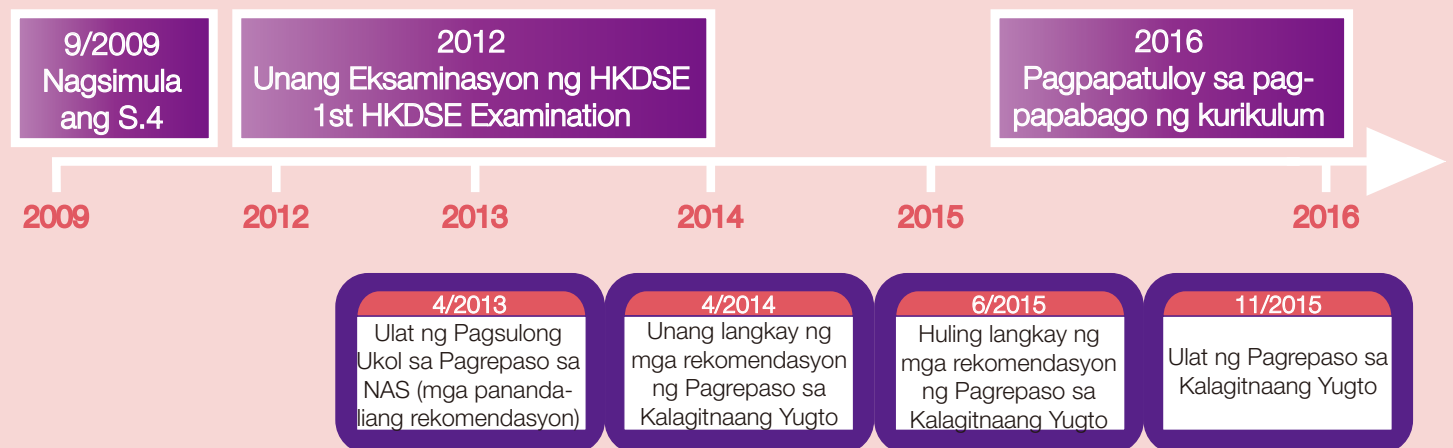 9/2009
Nagsimula
ang S.4
2012
Unang Eksaminasyon ng HKDSE
1st HKDSE Examination
2016
Pagpapatuloy sa pag-
papabago ng kurikulum
2009
2012
2013
2014
2015
2016
4/2013
Ulat ng Pagsulong
Ukol sa Pagrepaso sa
NAS (mga pananda-
liang rekomendasyon)
4/2014
Unang langkay ng
mga rekomendasyon
ng Pagrepaso sa
Kalagitnaang Yugto
6/2015
Huling langkay ng
mga rekomendasyon
ng Pagrepaso sa
Kalagitnaang Yugto
11/2015
Ulat ng Pagrepaso sa
Kalagitnaang Yugto